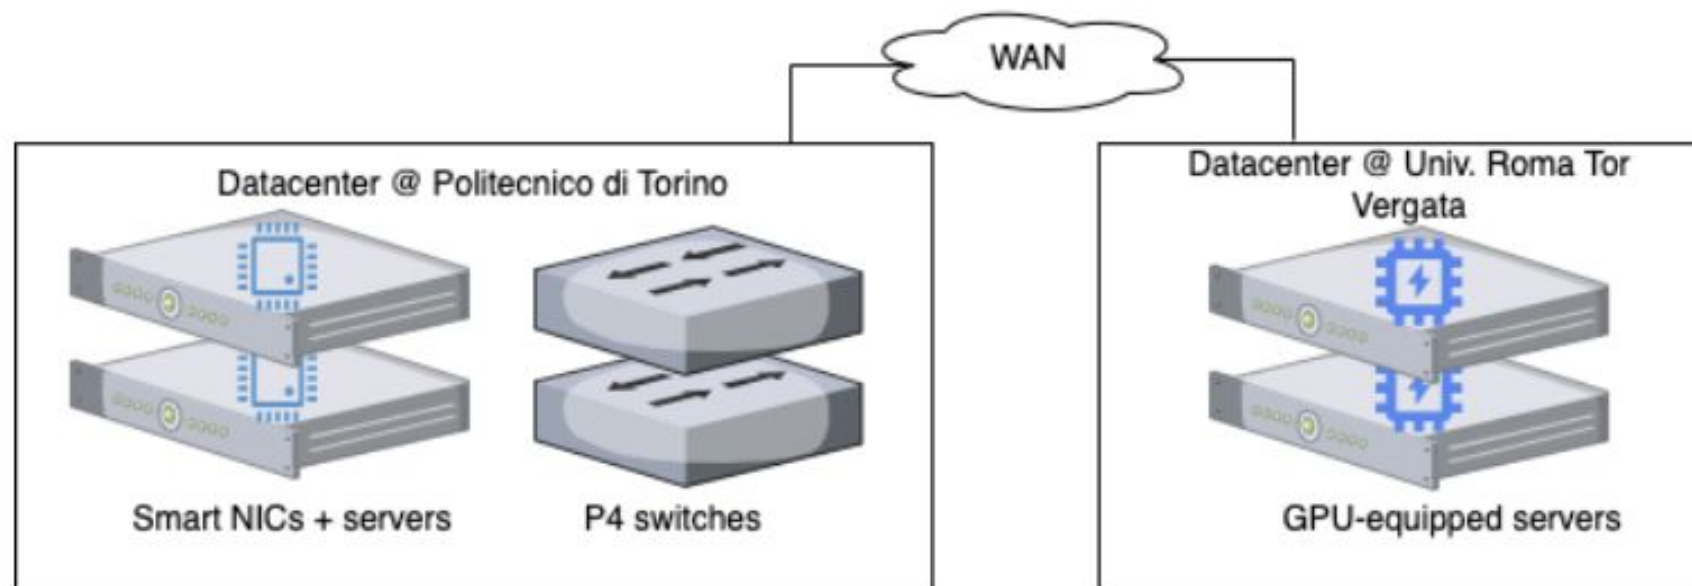 WAN
Datacenter @ Politecnico di Torino
Datacenter @ Univ. Roma Tor
Vergata
Smart NICs + servers
P4 switches
GPU-equipped servers